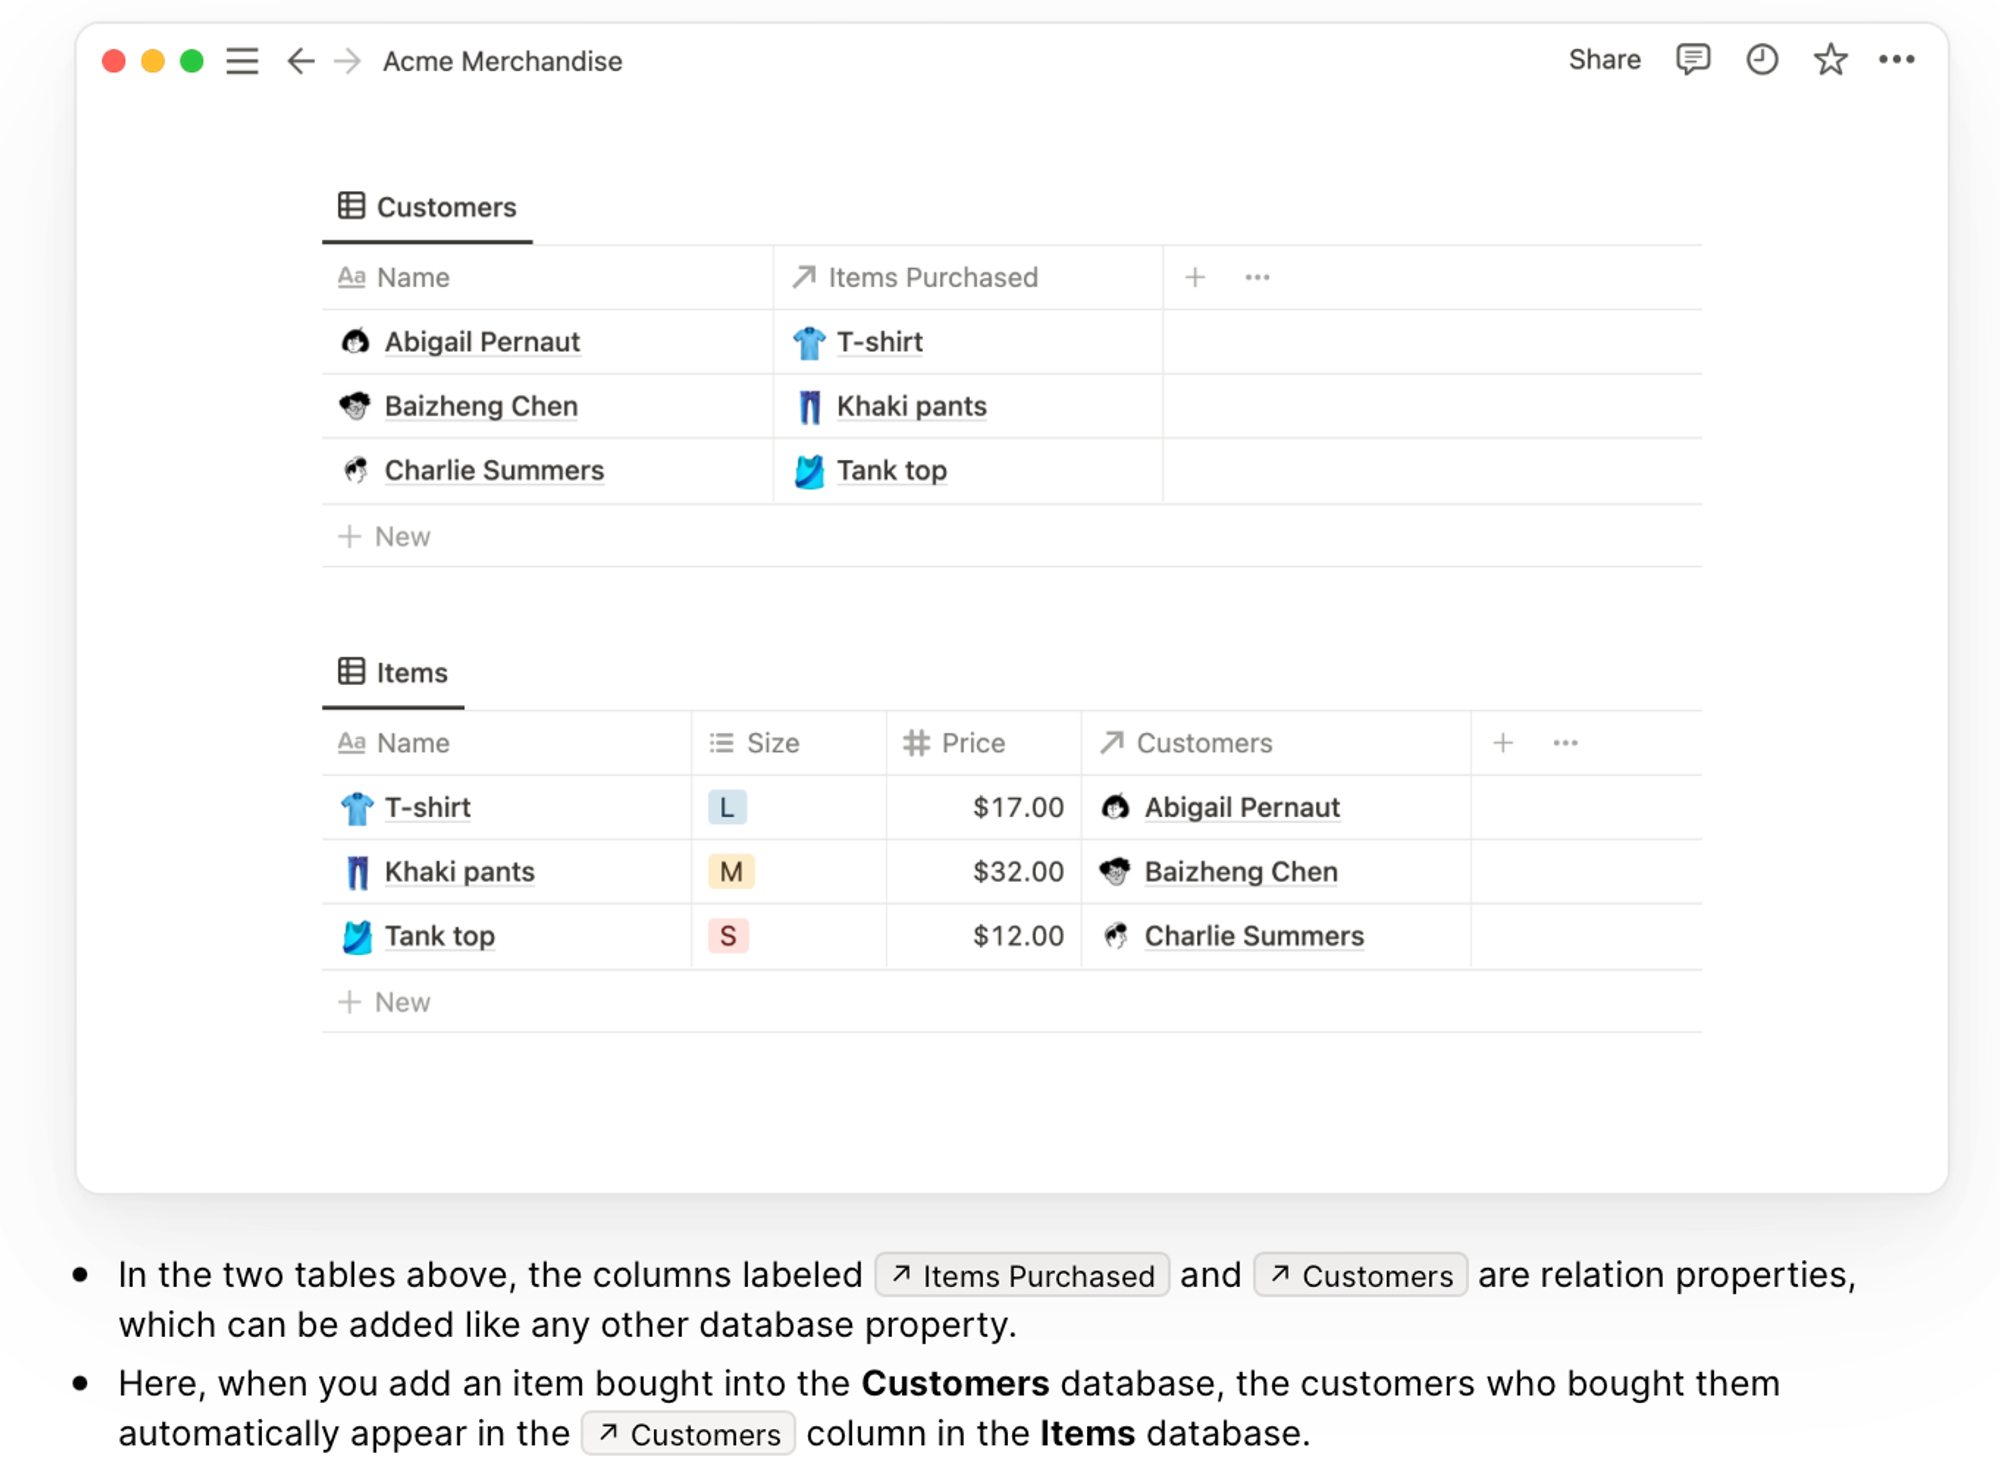 Acme Merchandise Share
Customers
Aa Name Items Purchased
Abigail Pernaut T-shirt
Baizheng Chen Khaki pants
Charlie Summers Tank top
+ New
Items
Aa Name Size # Price Customers
T-shirt L $17.00 Abigail Pernaut
Khaki pants M $32.00 Baizheng Chen
Tank top S $12.00 Charlie Summers
+ New
• In the two tables above, the columns labeled ↗ Items Purchased and ↗ Customers are relation properties,
which can be added like any other database property.
• Here, when you add an item bought into the Customers database, the customers who bought them
automatically appear in the ↗ Customers column in the Items database.